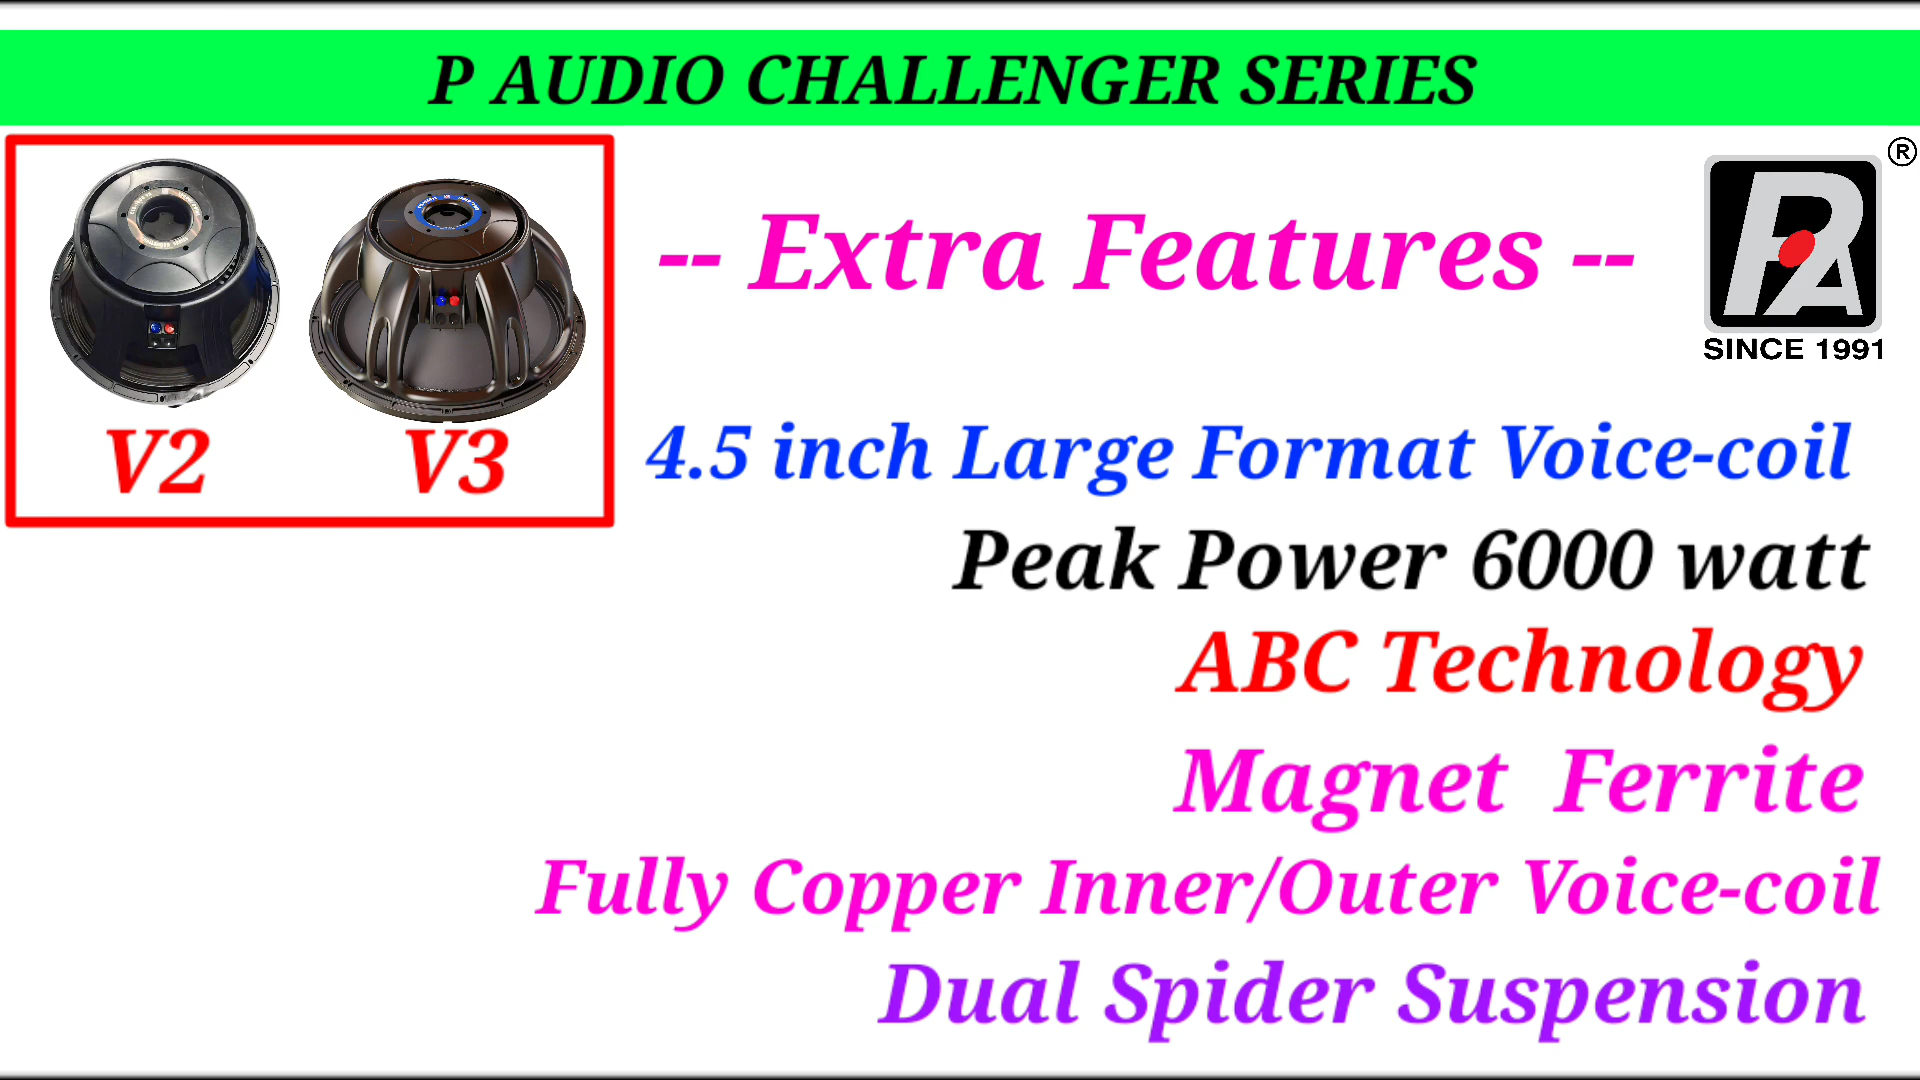 P AUDIO CHALLENGER SERIES
-- Extra Features --
®
PA
SINCE 1991
V2
V3
4.5 inch Large Format Voice-coil
Peak Power 6000 watt
ABC Technology
Magnet Ferrite
Fully Copper Inner/Outer Voice-coil
Dual Spider Suspension